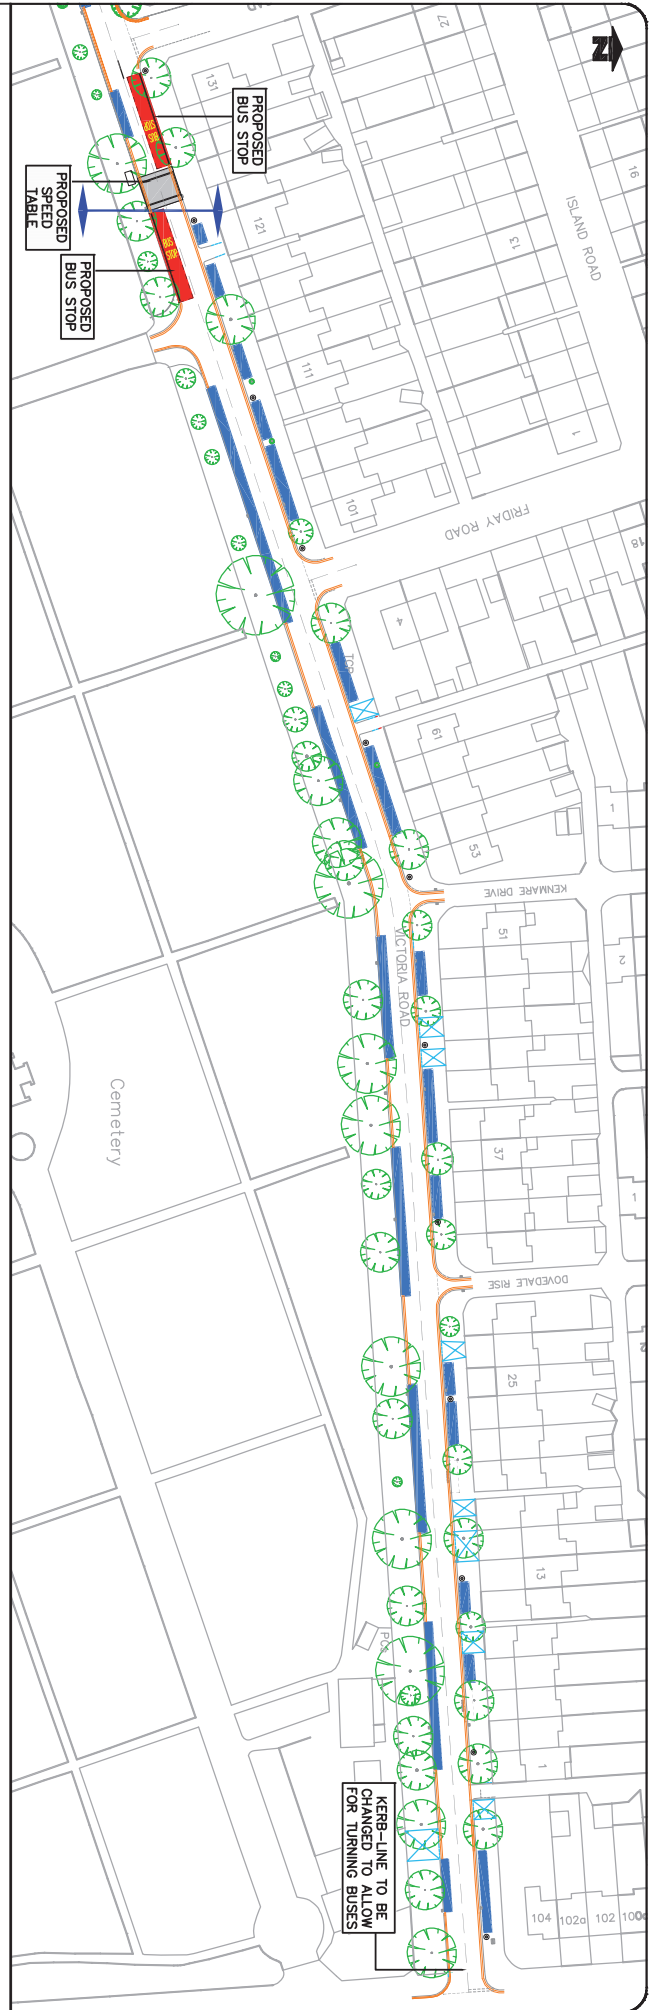 N
27
16
131
PROPOSED
BUS STOP
ISLAND ROAD
13
121
BUS
STOP
PROPOSED
SPEED
TABLE
BUS
STOP
PROPOSED
BUS STOP
111
1
101
FRIDAY ROAD
18
4
TCB
61
53
1
KENMARE DRIVE
51
2
VICTORIA ROAD
Cemetery
37
1
DOVEDALE RISE
2
25
13
PCs
1
KERB-LINE TO BE
CHANGED TO ALLOW
FOR TURNING BUSES
104
102a
102